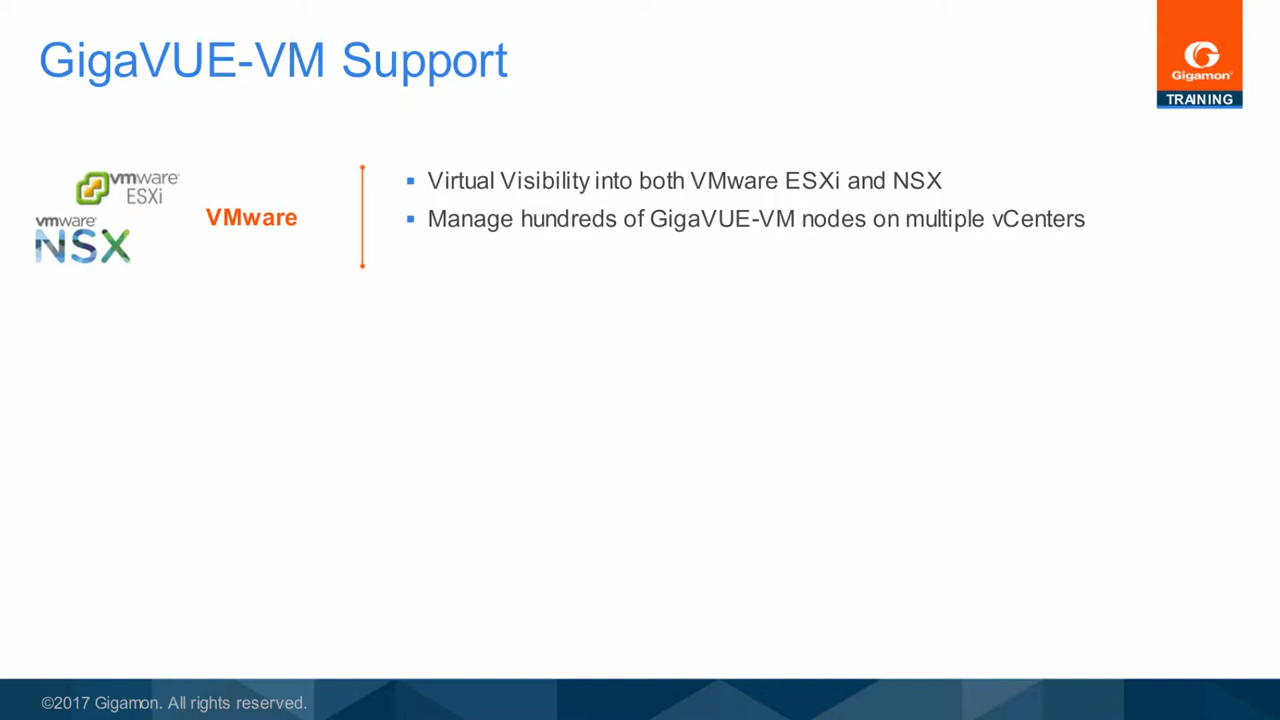 GigaVUE-VM Support
Gigamon®
TRAINING
vmware®
ESXi
vmware®
NSX
VMware
▪ Virtual Visibility into both VMware ESXi and NSX
▪ Manage hundreds of GigaVUE-VM nodes on multiple vCenters
©2017 Gigamon. All rights reserved.